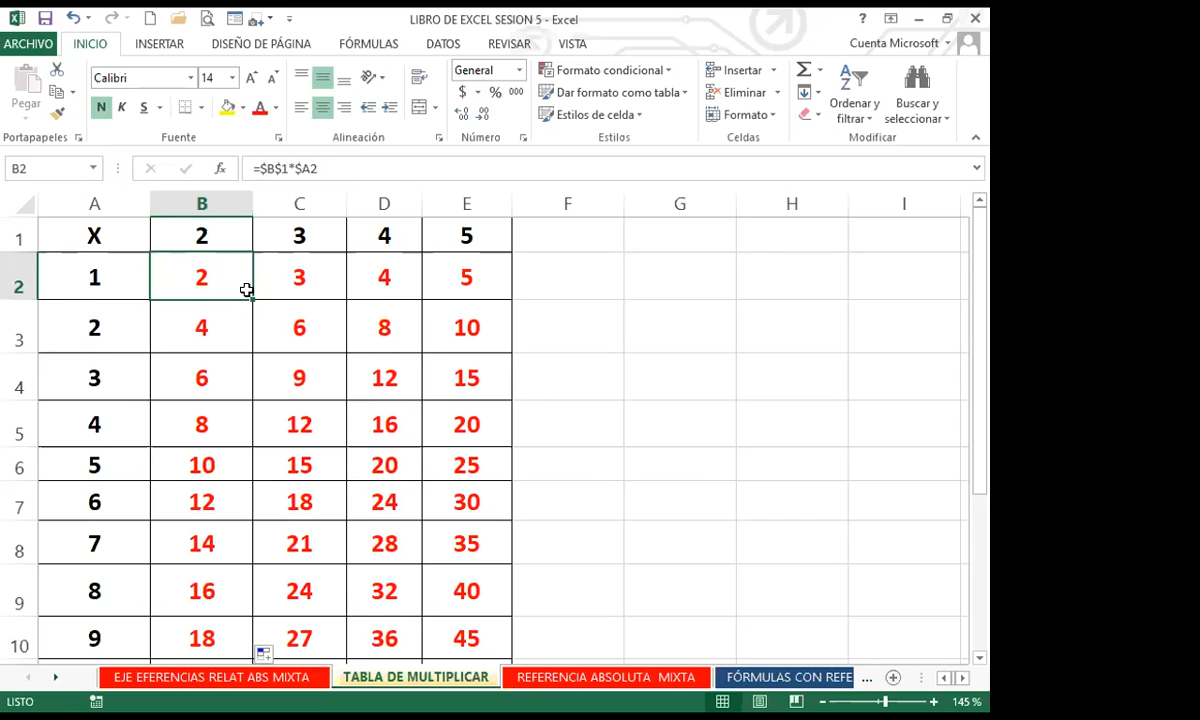 LIBRO DE EXCEL SESION 5 - Excel
ARCHIVO INICIO INSERTAR DISEÑO DE PÁGINA FÓRMULAS DATOS REVISAR VISTA Cuenta Microsoft
Pegar
Portapapeles
Calibri 14
N K S
Fuente
Alineación
General
$ % 000
Número
Formato condicional
Dar formato como tabla
Estilos de celda
Estilos
Insertar
Eliminar
Formato
Celdas
Ordenar y filtrar
Buscar y seleccionar
Modificar
B2 fx =$B$1*$A2
A B C D E F G H I
1 X 2 3 4 5
2 1 2 3 4 5
3 2 4 6 8 10
4 3 6 9 12 15
5 4 8 12 16 20
6 5 10 15 20 25
7 6 12 18 24 30
8 7 14 21 28 35
9 8 16 24 32 40
10 9 18 27 36 45
EJE EFERENCIAS RELAT ABS MIXTA TABLA DE MULTIPLICAR REFERENCIA ABSOLUTA MIXTA FÓRMULAS CON REFE ...
LISTO 145 %